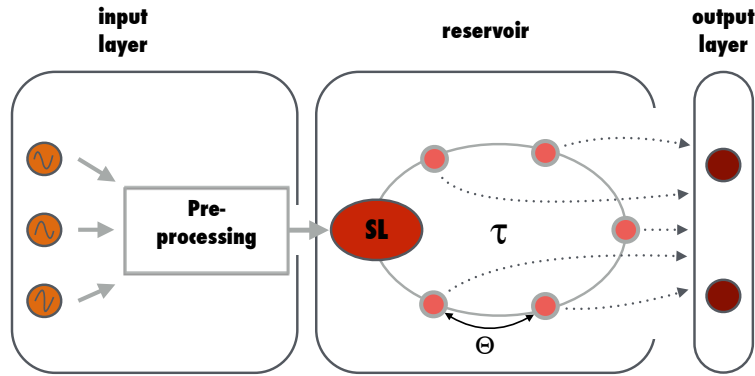 input
layer
reservoir
output
layer
Pre-
processing
SL
τ
Θ